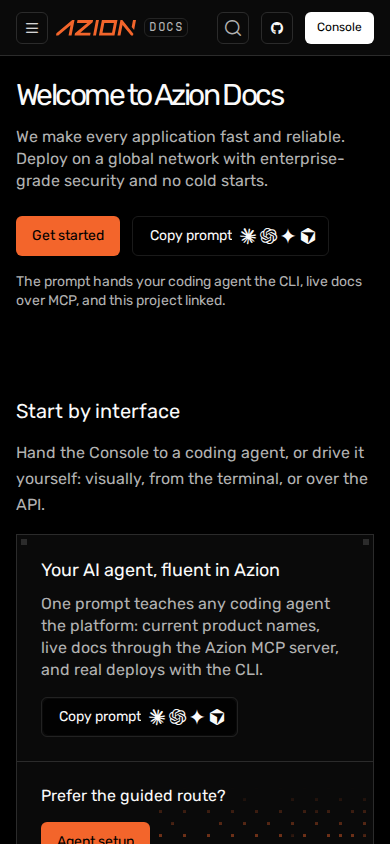 AZION DOCS Console
Welcome to Azion Docs
We make every application fast and reliable.
Deploy on a global network with enterprise-
grade security and no cold starts.
Get started Copy prompt
The prompt hands your coding agent the CLI, live docs
over MCP, and this project linked.
Start by interface
Hand the Console to a coding agent, or drive it
yourself: visually, from the terminal, or over the
API.
Your AI agent, fluent in Azion
One prompt teaches any coding agent
the platform: current product names,
live docs through the Azion MCP server,
and real deploys with the CLI.
Copy prompt
Prefer the guided route?
Agent setup